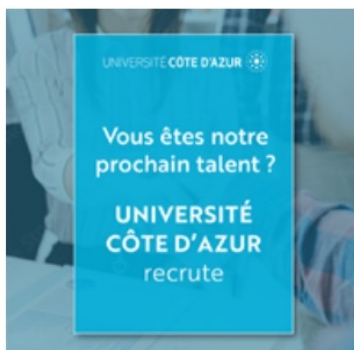 UNIVERSITÉ CÔTE D'AZUR
Vous êtes notre
prochain talent ?
UNIVERSITÉ
CÔTE D'AZUR
recrute